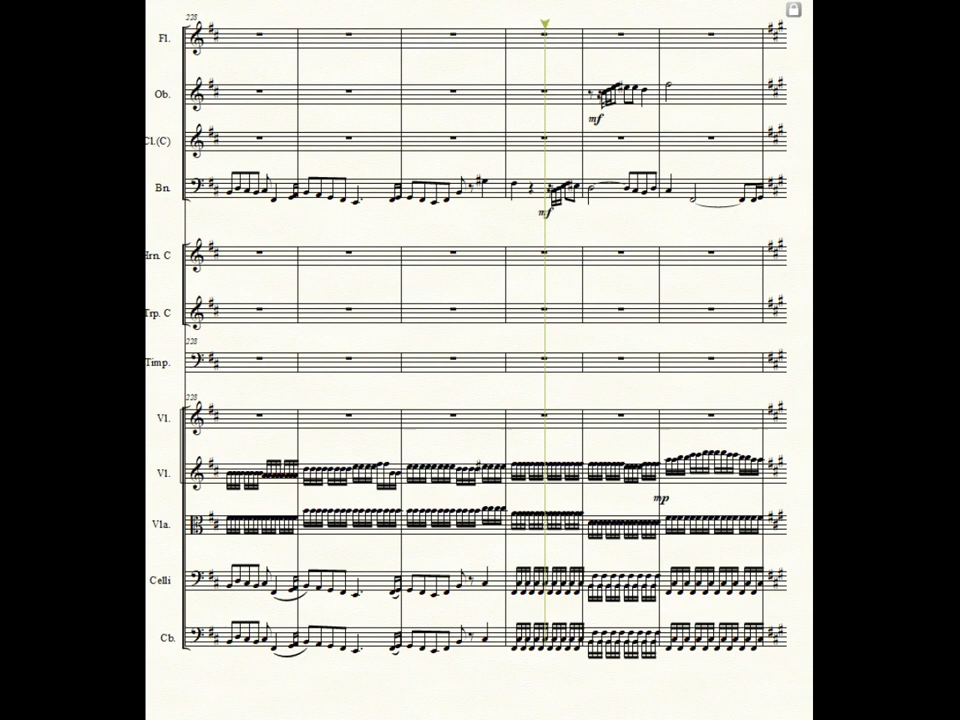 228
Fl.
Ob.
mf
Cl.(C)
Bn.
mf
Hrn. C
Trp. C
228
Timp.
228
Vl.
Vl.
mp
Vla.
Celli
Cb.